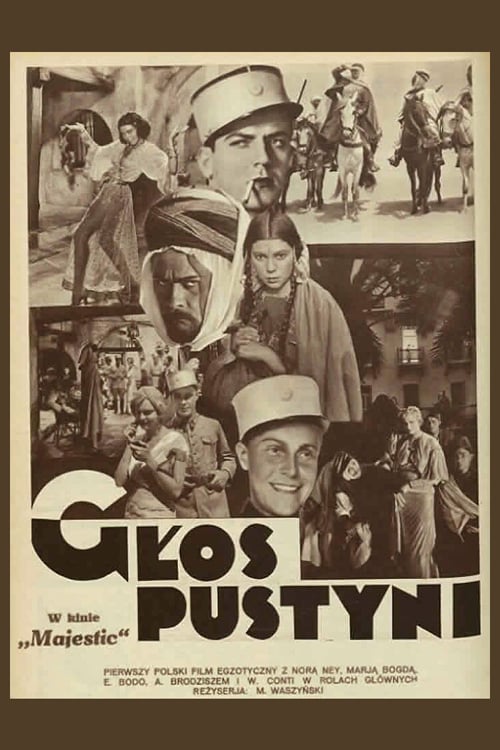 GŁOS
PUSTYNI
W kinie
„Majestic“
PIERWSZY POLSKI FILM EGZOTYCZNY Z NORĄ NEY, MARJĄ BOGDĄ,
E. BODO, A. BRODZISZEM I W. CONTI W ROLACH GŁÓWNYCH
REŻYSERJA: M. WASZYŃSKI